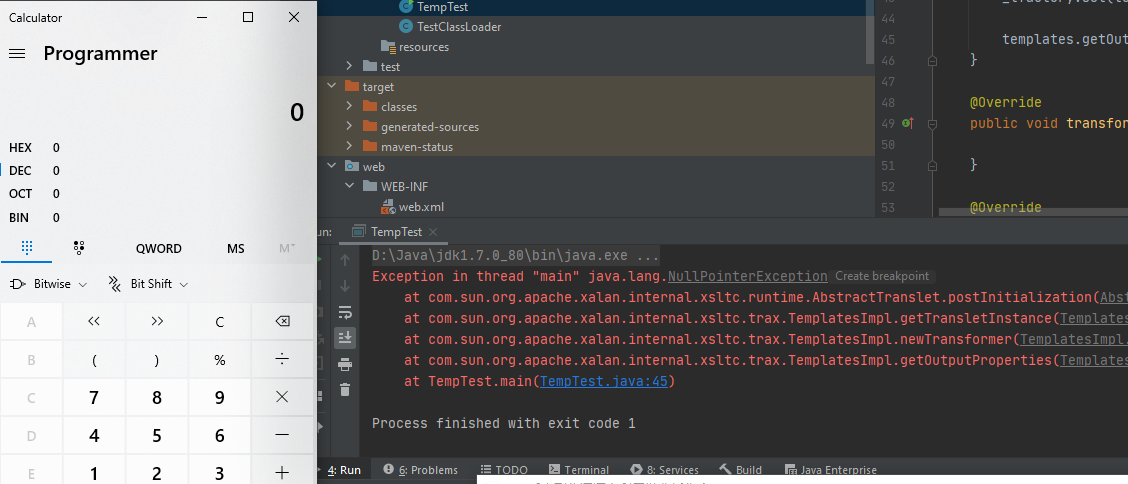 Calculator
Programmer
0
HEX 0
DEC 0
OCT 0
BIN 0
QWORD MS M˅
Bitwise Bit Shift
A << >> C
B ( ) % ÷
C 7 8 9 ×
D 4 5 6 −
E 1 2 3 +
TempTest
TestClassLoader
resources
test
target
classes
generated-sources
maven-status
web
WEB-INF
web.xml
44
45 templates.getOut
46 }
47
48 @Override
49 public void transfor
50
51 }
52
53 @Override
un: TempTest ×
D:\Java\jdk1.7.0_80\bin\java.exe ...
Exception in thread "main" java.lang.NullPointerException Create breakpoint
at com.sun.org.apache.xalan.internal.xsltc.runtime.AbstractTranslet.postInitialization(Abs
at com.sun.org.apache.xalan.internal.xsltc.trax.TemplatesImpl.getTransletInstance(Templates
at com.sun.org.apache.xalan.internal.xsltc.trax.TemplatesImpl.newTransformer(TemplatesImpl.
at com.sun.org.apache.xalan.internal.xsltc.trax.TemplatesImpl.getOutputProperties(Templates
at TempTest.main(TempTest.java:45)
Process finished with exit code 1
4: Run 6: Problems TODO Terminal 8: Services Build Java Enterprise